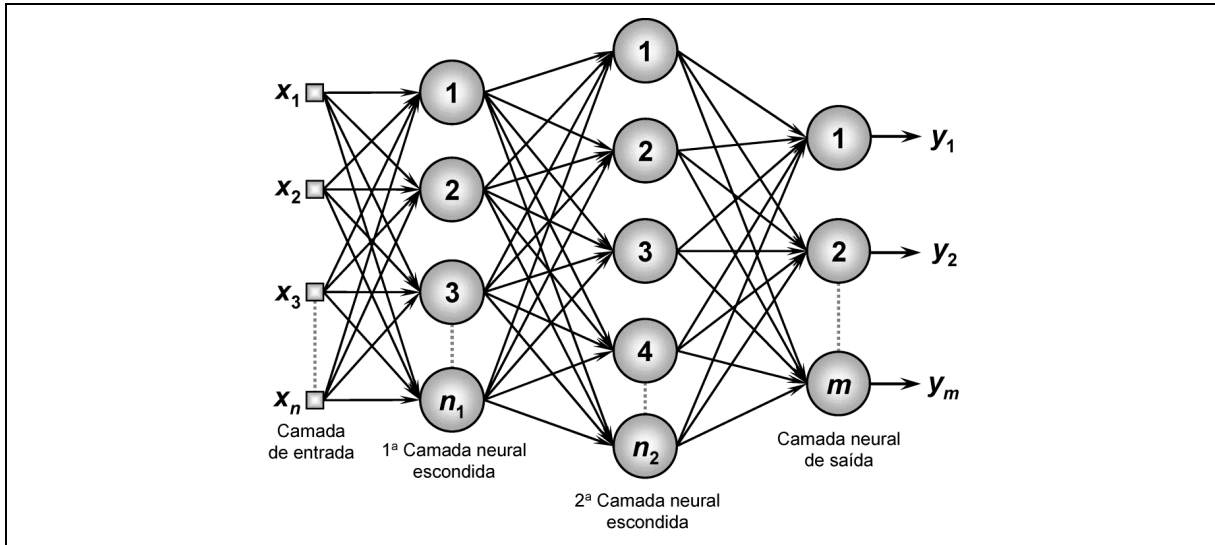 x1
x2
x3
xn
Camada
de entrada
1
2
3
n1
1ª Camada neural
escondida
1
2
3
4
n2
2ª Camada neural
escondida
1
2
m
Camada neural
de saída
y1
y2
ym